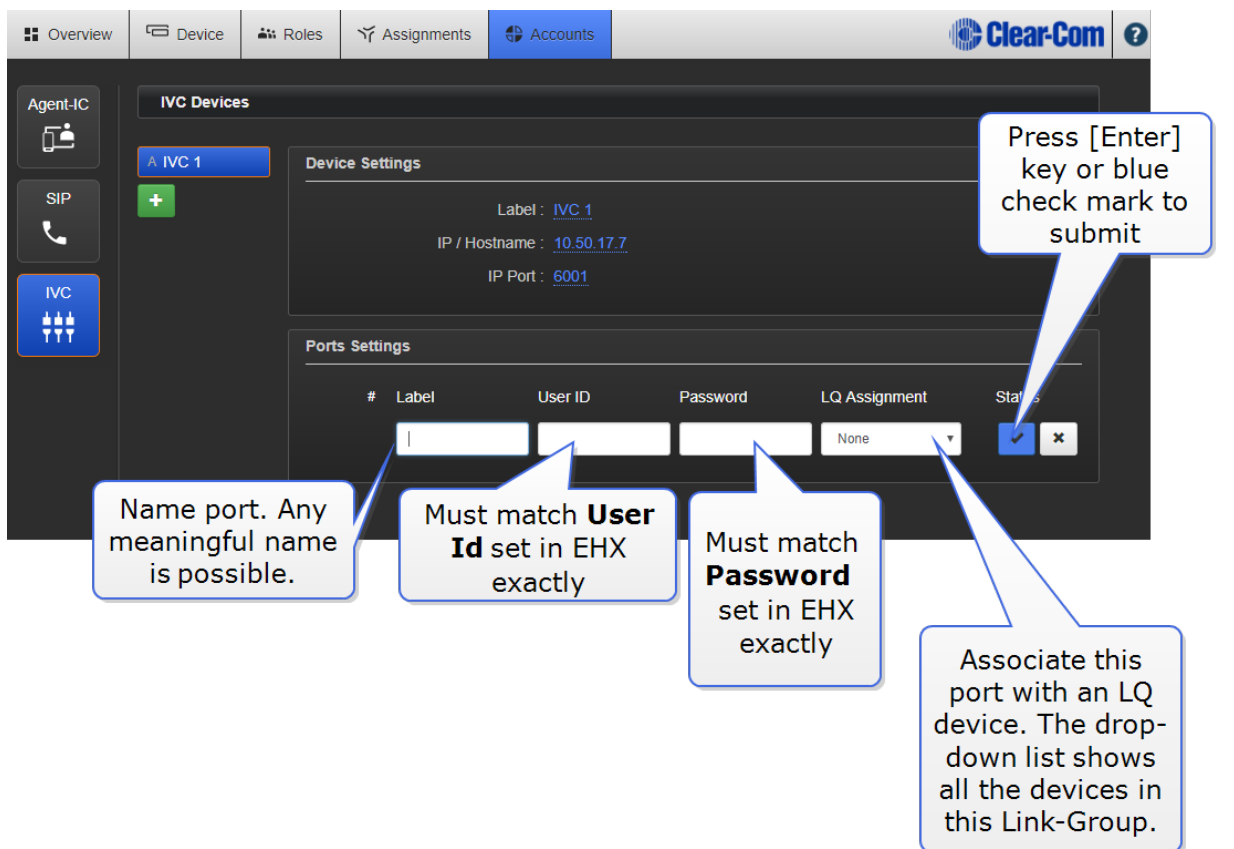 Overview
Device
Roles
Assignments
Accounts
Clear-Com
?
Agent-IC
SIP
IVC
IVC Devices
A IVC 1
+
Device Settings
Label : IVC 1
IP / Hostname : 10.50.17.7
IP Port : 6001
Ports Settings
# Label User ID Password LQ Assignment Status
None
Press [Enter]
key or blue
check mark to
submit
Name port. Any
meaningful name
is possible.
Must match User
Id set in EHX
exactly
Must match
Password
set in EHX
exactly
Associate this
port with an LQ
device. The drop-
down list shows
all the devices in
this Link-Group.